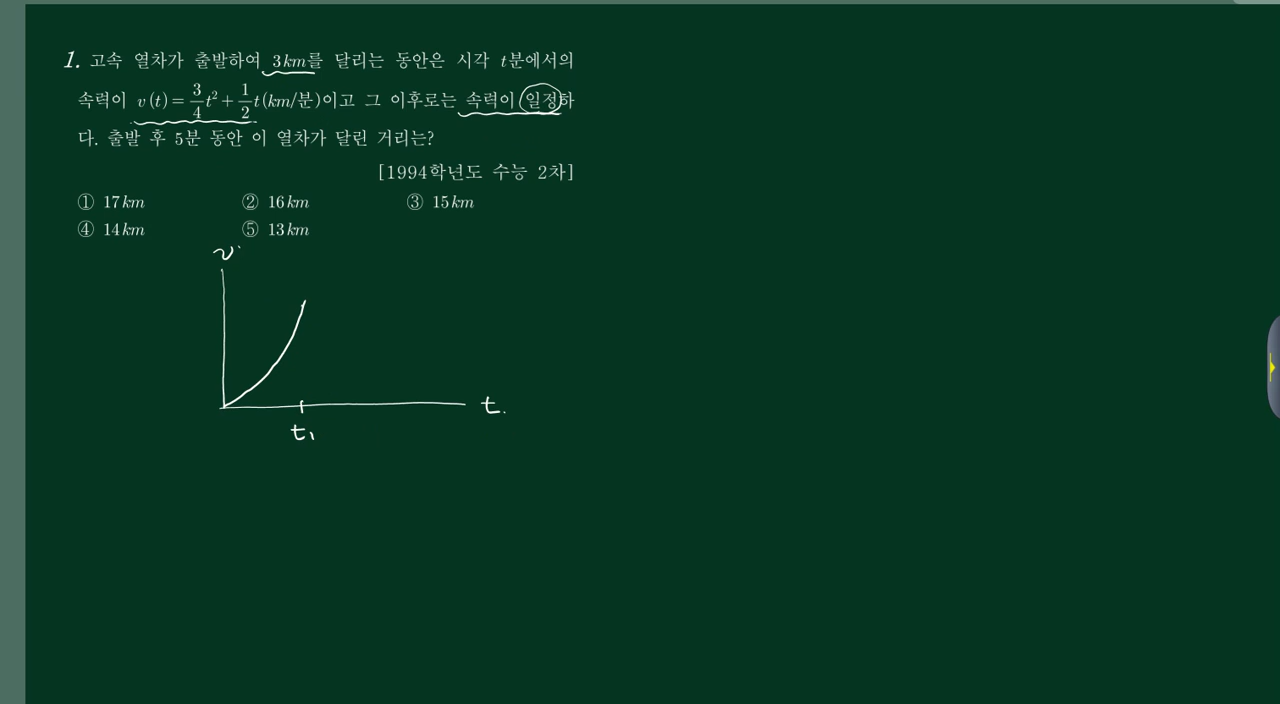 1. 고속 열차가 출발하여 3km를 달리는 동안은 시각 t분에서의
속력이 v(t)=3/4t²+1/2t(km/분)이고 그 이후로는 속력이 일정하
다. 출발 후 5분 동안 이 열차가 달린 거리는?
[1994학년도 수능 2차]
① 17km ② 16km ③ 15km
④ 14km ⑤ 13km
v
t
t₁